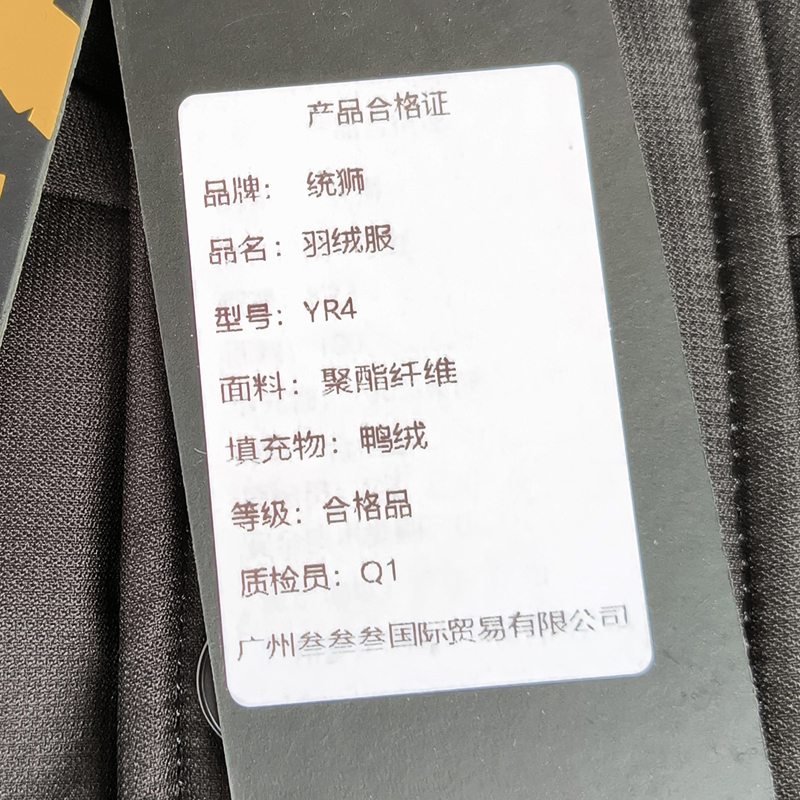 产品合格证
品牌： 统狮
品名：羽绒服
型号：YR4
面料：聚酯纤维
填充物：鸭绒
等级：合格品
质检员：Q1
广州叁叁叁国际贸易有限公司